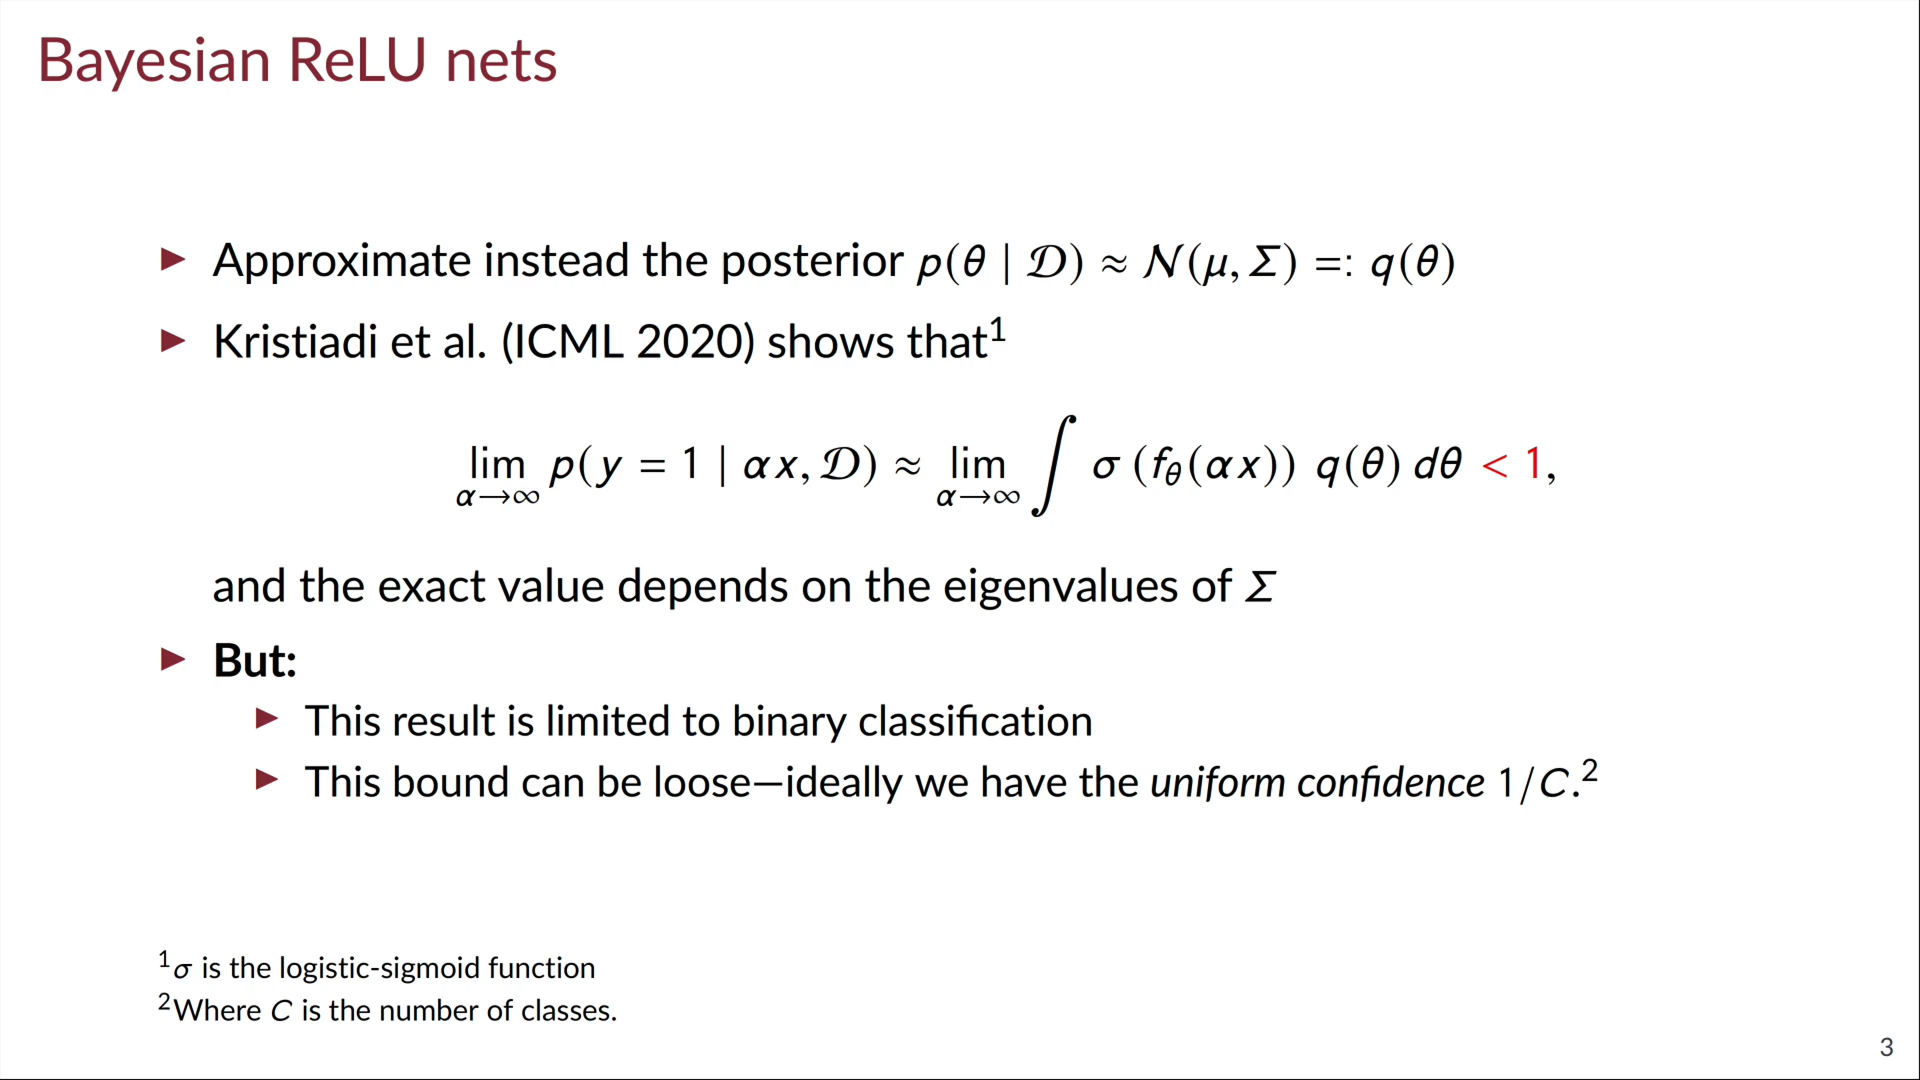 Bayesian ReLU nets
▶ Approximate instead the posterior p(θ | 𝒟) ≈ 𝒩(μ, Σ) =: q(θ)
▶ Kristiadi et al. (ICML 2020) shows that¹
lim_{α→∞} p(y = 1 | αx, 𝒟) ≈ lim_{α→∞} ∫ σ(f_θ(αx)) q(θ) dθ < 1,
and the exact value depends on the eigenvalues of Σ
▶ But:
▶ This result is limited to binary classification
▶ This bound can be loose—ideally we have the uniform confidence 1/C.²
¹σ is the logistic-sigmoid function
²Where C is the number of classes.
3